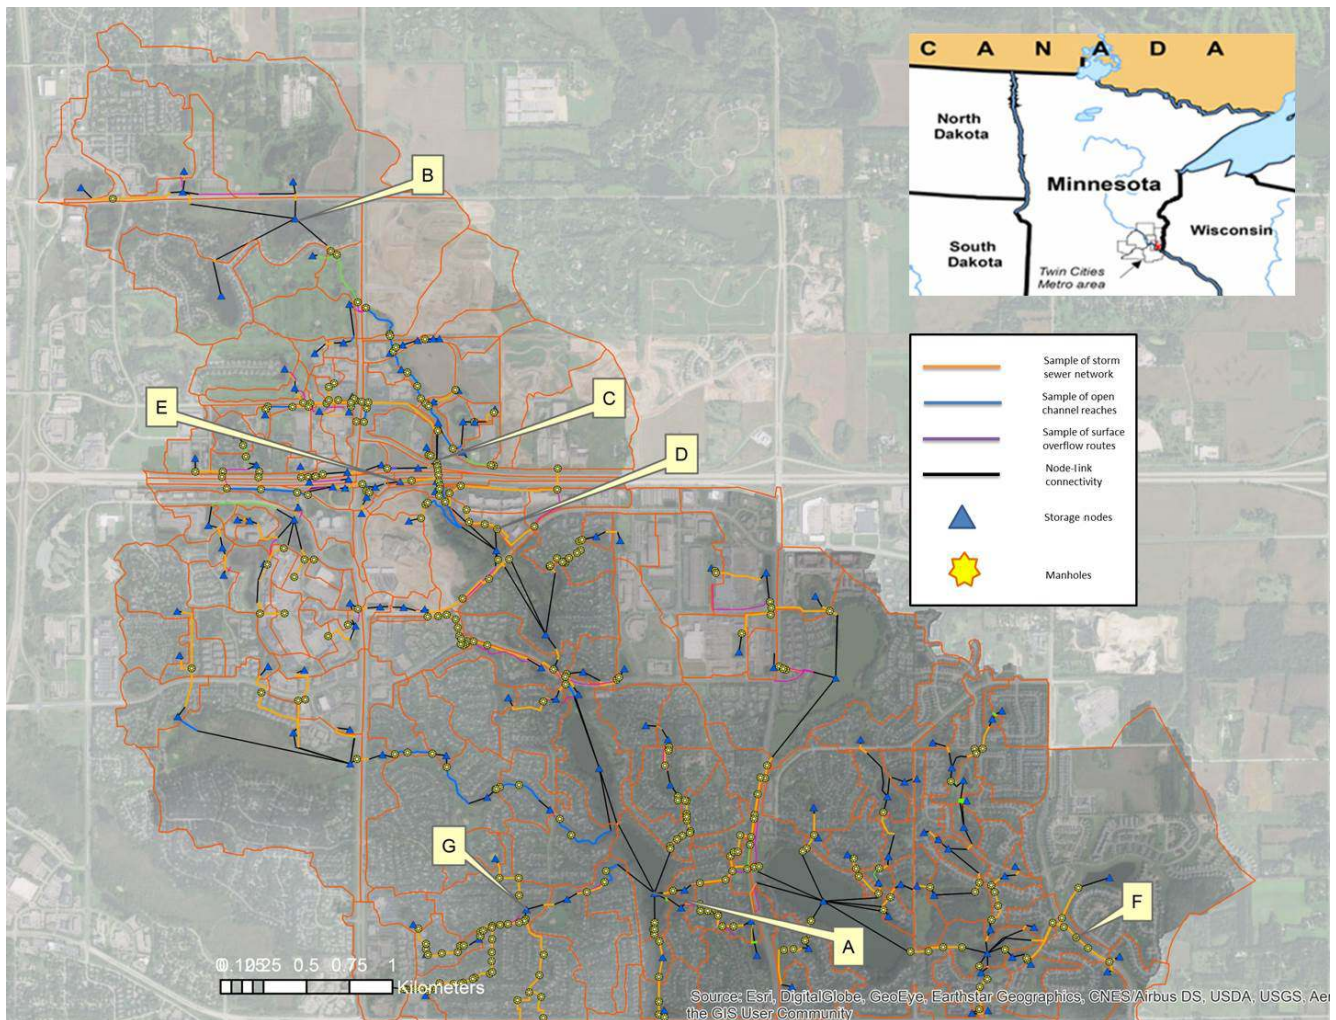 C A N A D A
North
Dakota
Minnesota
Wisconsin
South
Dakota
Twin Cities
Metro area
B
E
C
D
G
F
A
Sample of storm
sewer network
Sample of open
channel reaches
Sample of surface
overflow routes
Node-link
connectivity
Storage nodes
Manholes
0.5 0.75 1
Kilometers
Source: Esri, DigitalGlobe, GeoEye, Earthstar Geographics, CNES/Airbus DS, USDA, USGS,
the GIS User Community